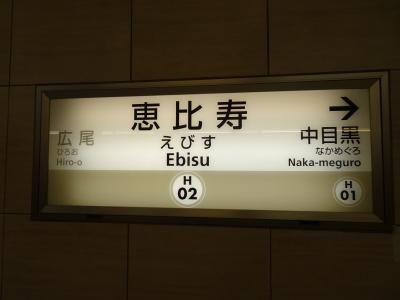 恵比寿
えびす
Ebisu
H
02
広尾
ひろお
Hiro-o
→
中目黒
なかめぐろ
Naka-meguro
H
01